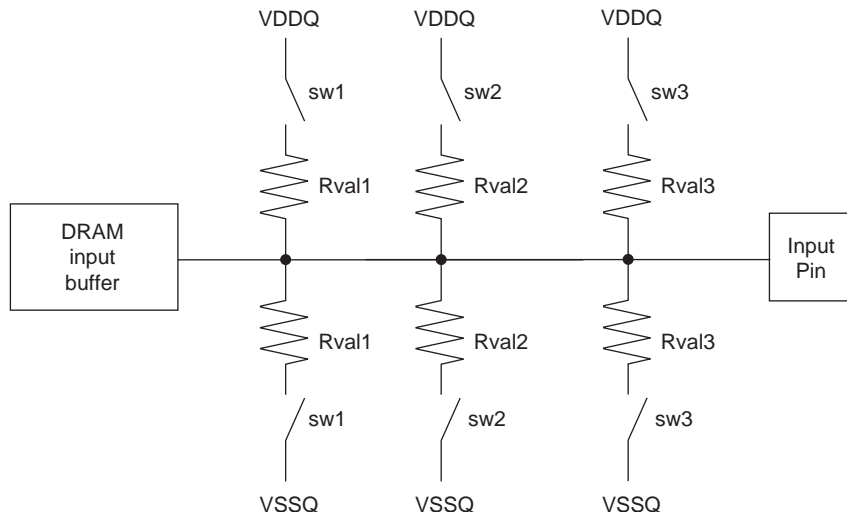 VDDQ VDDQ VDDQ
sw1 sw2 sw3
Rval1 Rval2 Rval3
DRAM
input
buffer
Input
Pin
Rval1 Rval2 Rval3
sw1 sw2 sw3
VSSQ VSSQ VSSQ